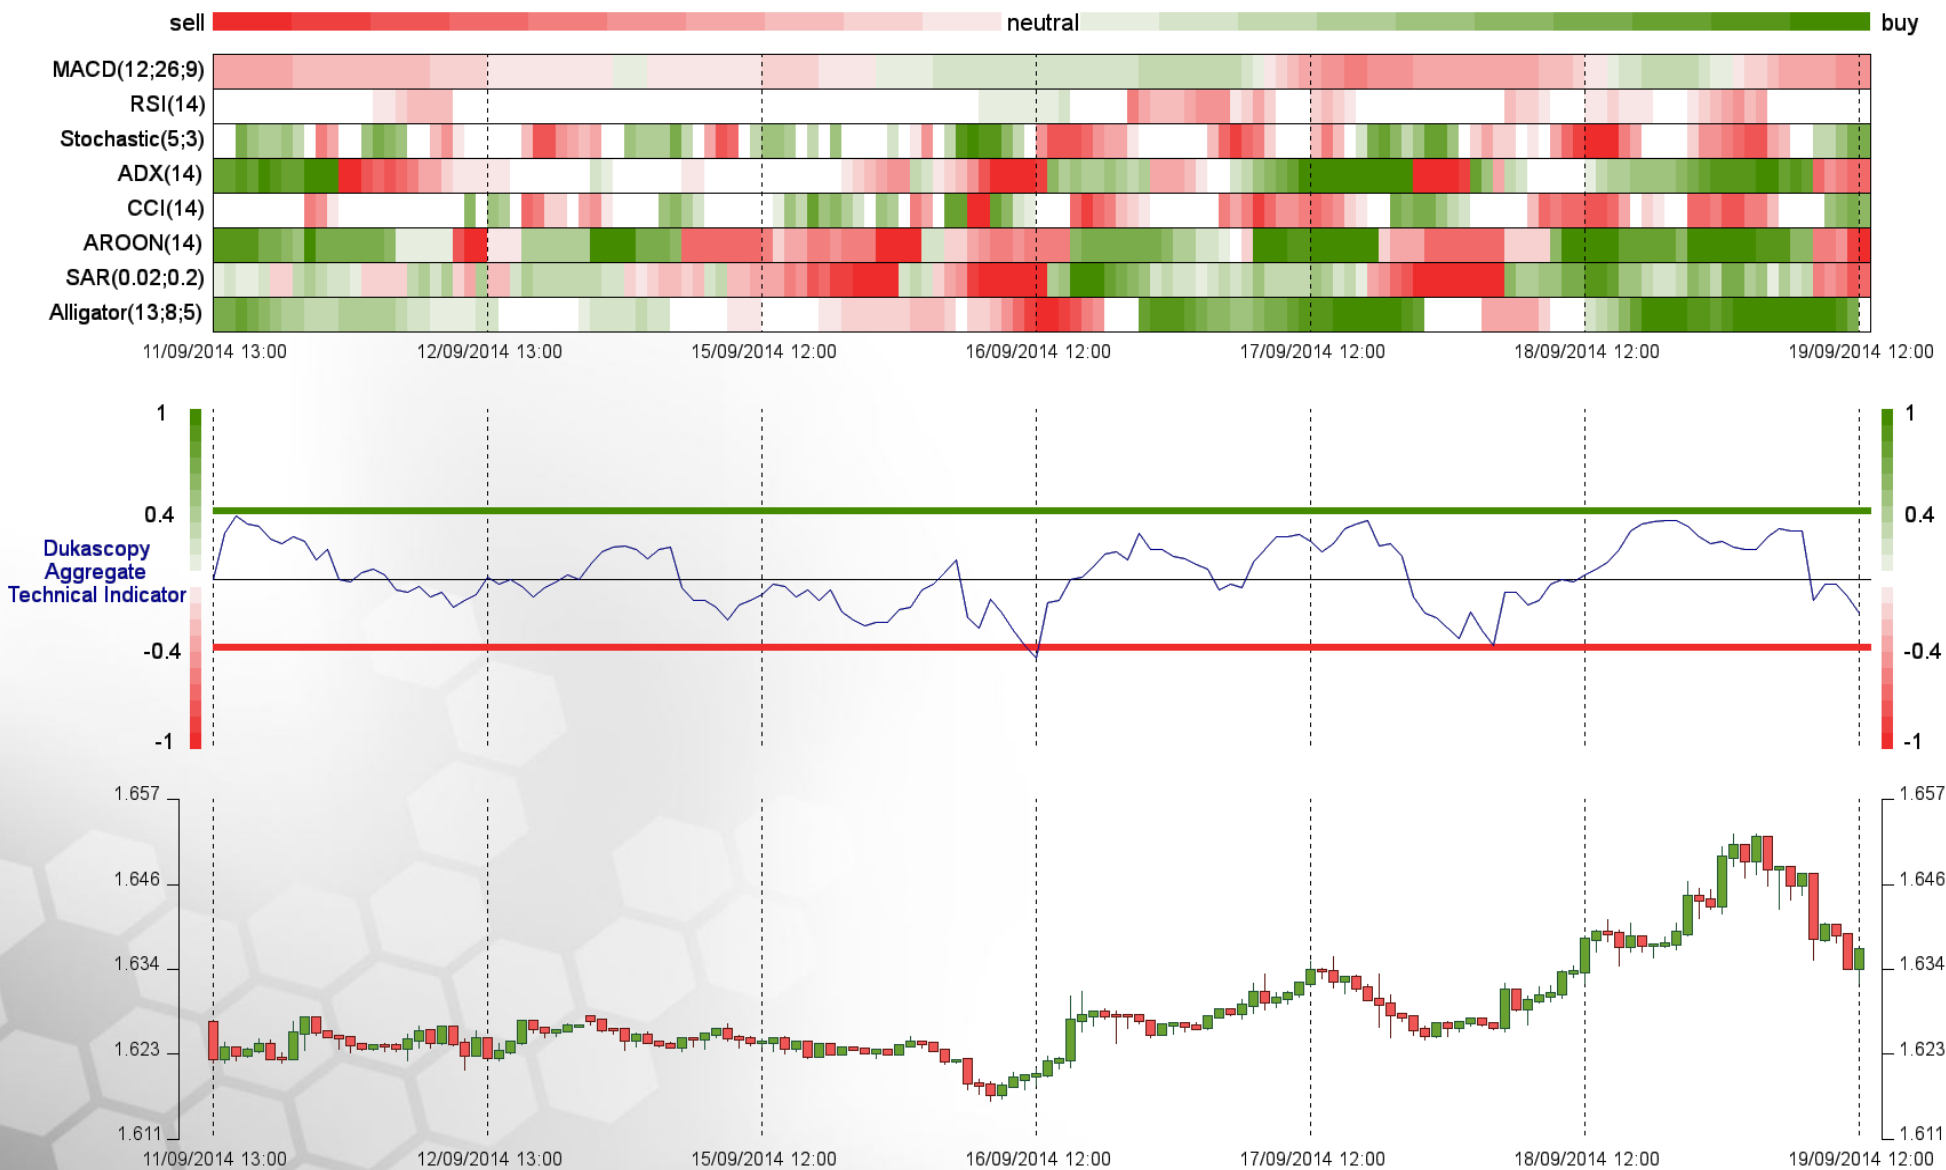 sell neutral buy
MACD(12;26;9)
RSI(14)
Stochastic(5;3)
ADX(14)
CCI(14)
AROON(14)
SAR(0.02;0.2)
Alligator(13;8;5)
11/09/2014 13:00 12/09/2014 13:00 15/09/2014 12:00 16/09/2014 12:00 17/09/2014 12:00 18/09/2014 12:00 19/09/2014 12:00
1 1
0.4 0.4
Dukascopy
Aggregate
Technical Indicator
-0.4 -0.4
-1 -1
1.657 1.657
1.646 1.646
1.634 1.634
1.623 1.623
1.611 1.611
11/09/2014 13:00 12/09/2014 13:00 15/09/2014 12:00 16/09/2014 12:00 17/09/2014 12:00 18/09/2014 12:00 19/09/2014 12:00